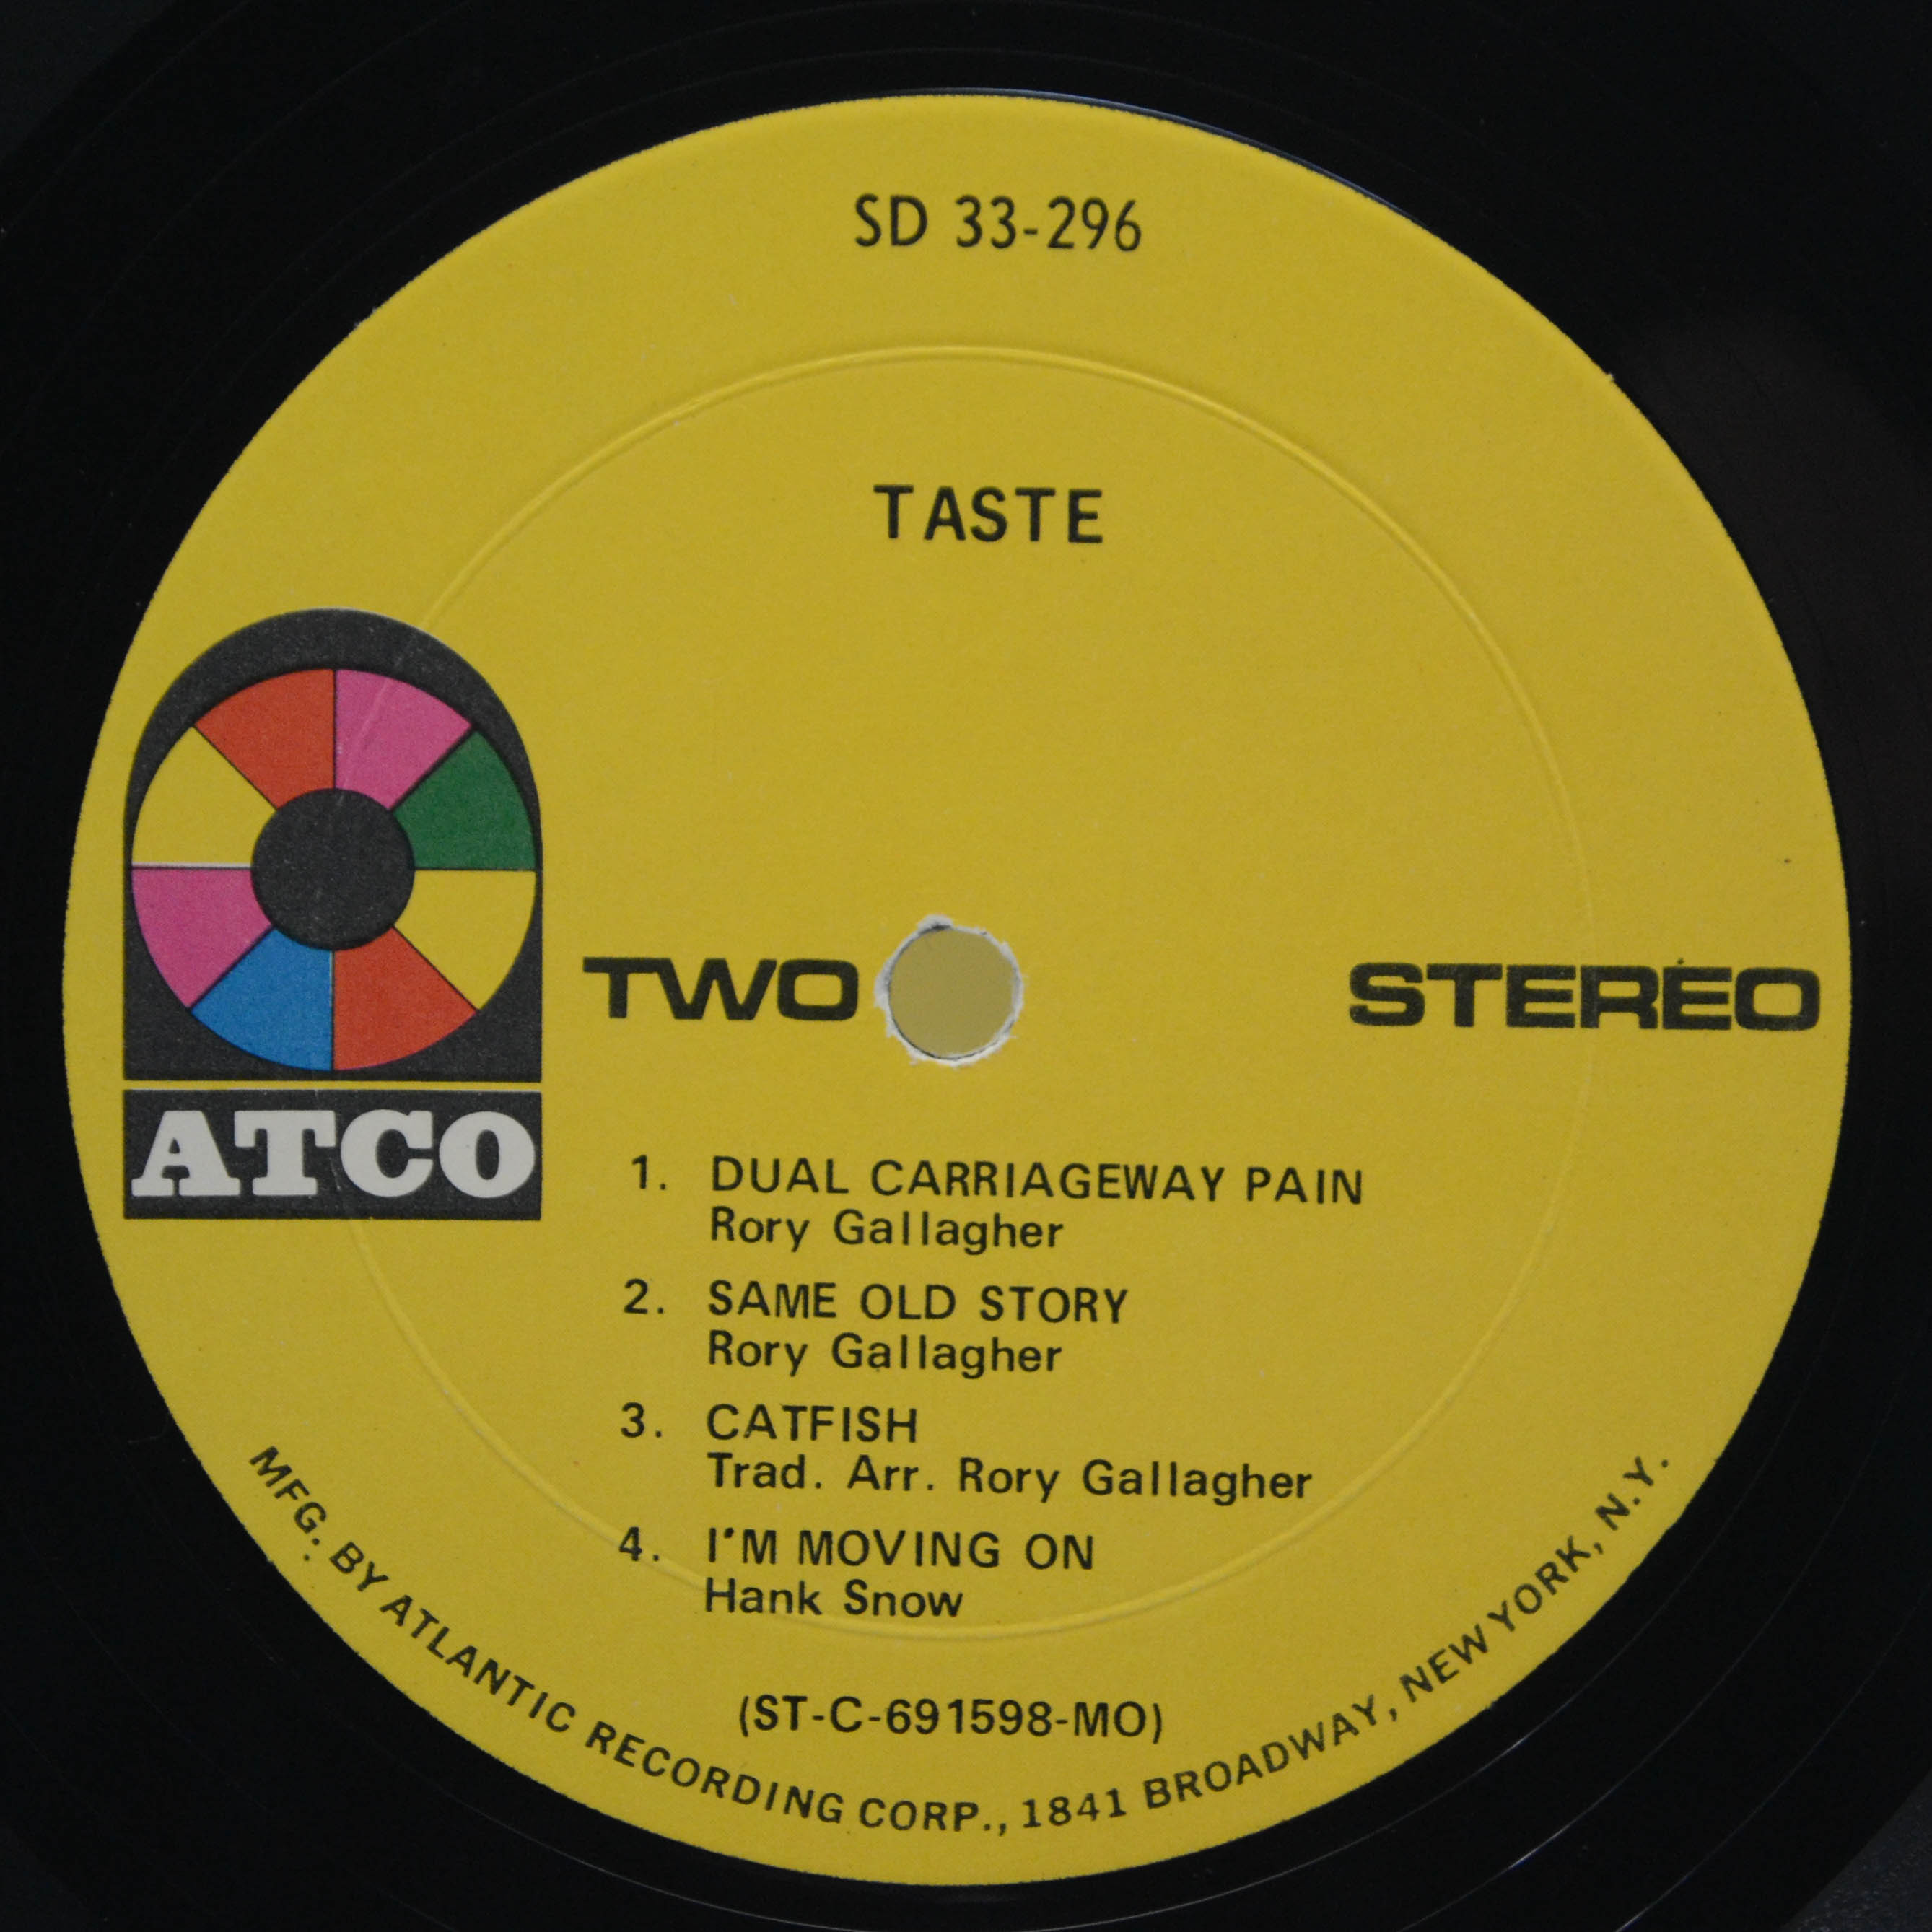 SD 33-296
TASTE
ATCO
TWO
STEREO
1. DUAL CARRIAGEWAY PAIN
Rory Gallagher
2. SAME OLD STORY
Rory Gallagher
3. CATFISH
Trad. Arr. Rory Gallagher
4. I'M MOVING ON
Hank Snow
(ST-C-691598-MO)
MFG. BY ATLANTIC RECORDING CORP., 1841 BROADWAY, NEW YORK, N.Y.